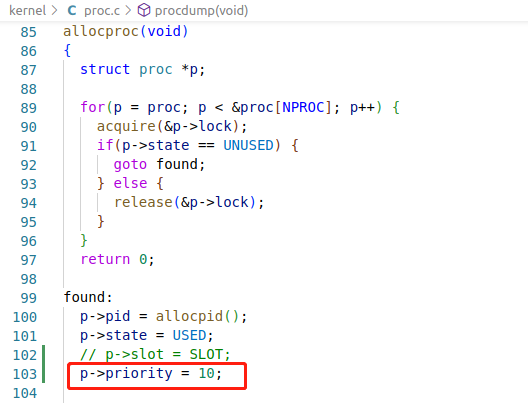 kernel > C proc.c > procdump(void)
85 allocproc(void)
86 {
87   struct proc *p;
88
89   for(p = proc; p < &proc[NPROC]; p++) {
90     acquire(&p->lock);
91     if(p->state == UNUSED) {
92       goto found;
93     } else {
94       release(&p->lock);
95     }
96   }
97   return 0;
98
99 found:
100   p->pid = allocpid();
101   p->state = USED;
102   // p->slot = SLOT;
103   p->priority = 10;
104